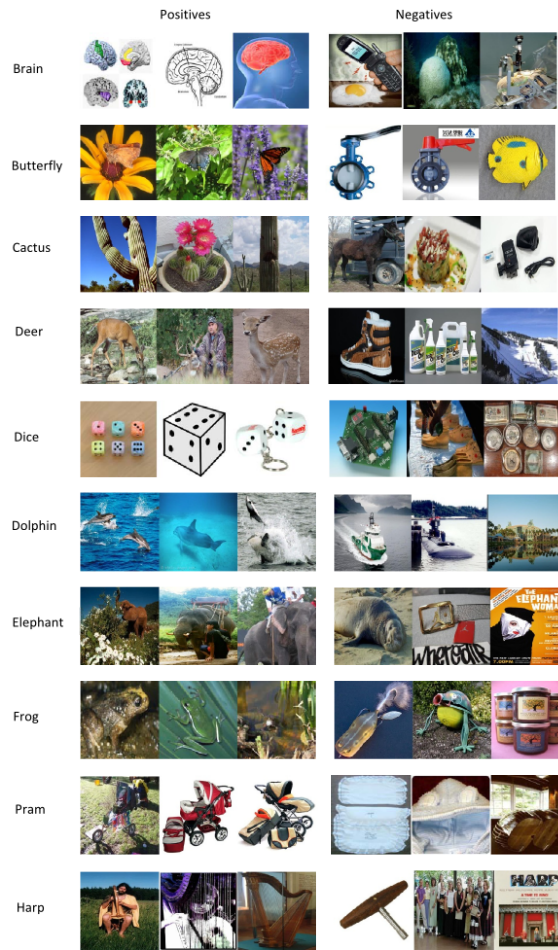 Positives
Negatives
Brain
Butterfly
Cactus
Deer
Dice
Dolphin
Elephant
THE
ELEPHANT
WOMAN
Frog
Pram
Harp